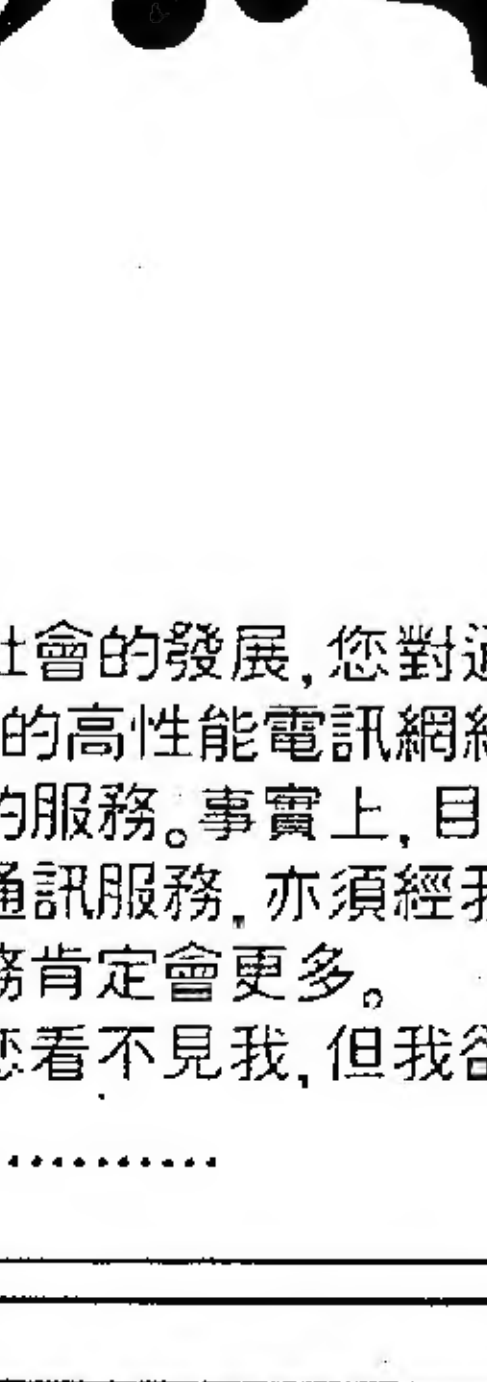 社會的發展,您對通
的高性能電訊網絡
的服務。事實上,目
通訊服務,亦須經我
務肯定會更多。
您看不見我,但我卻
..........